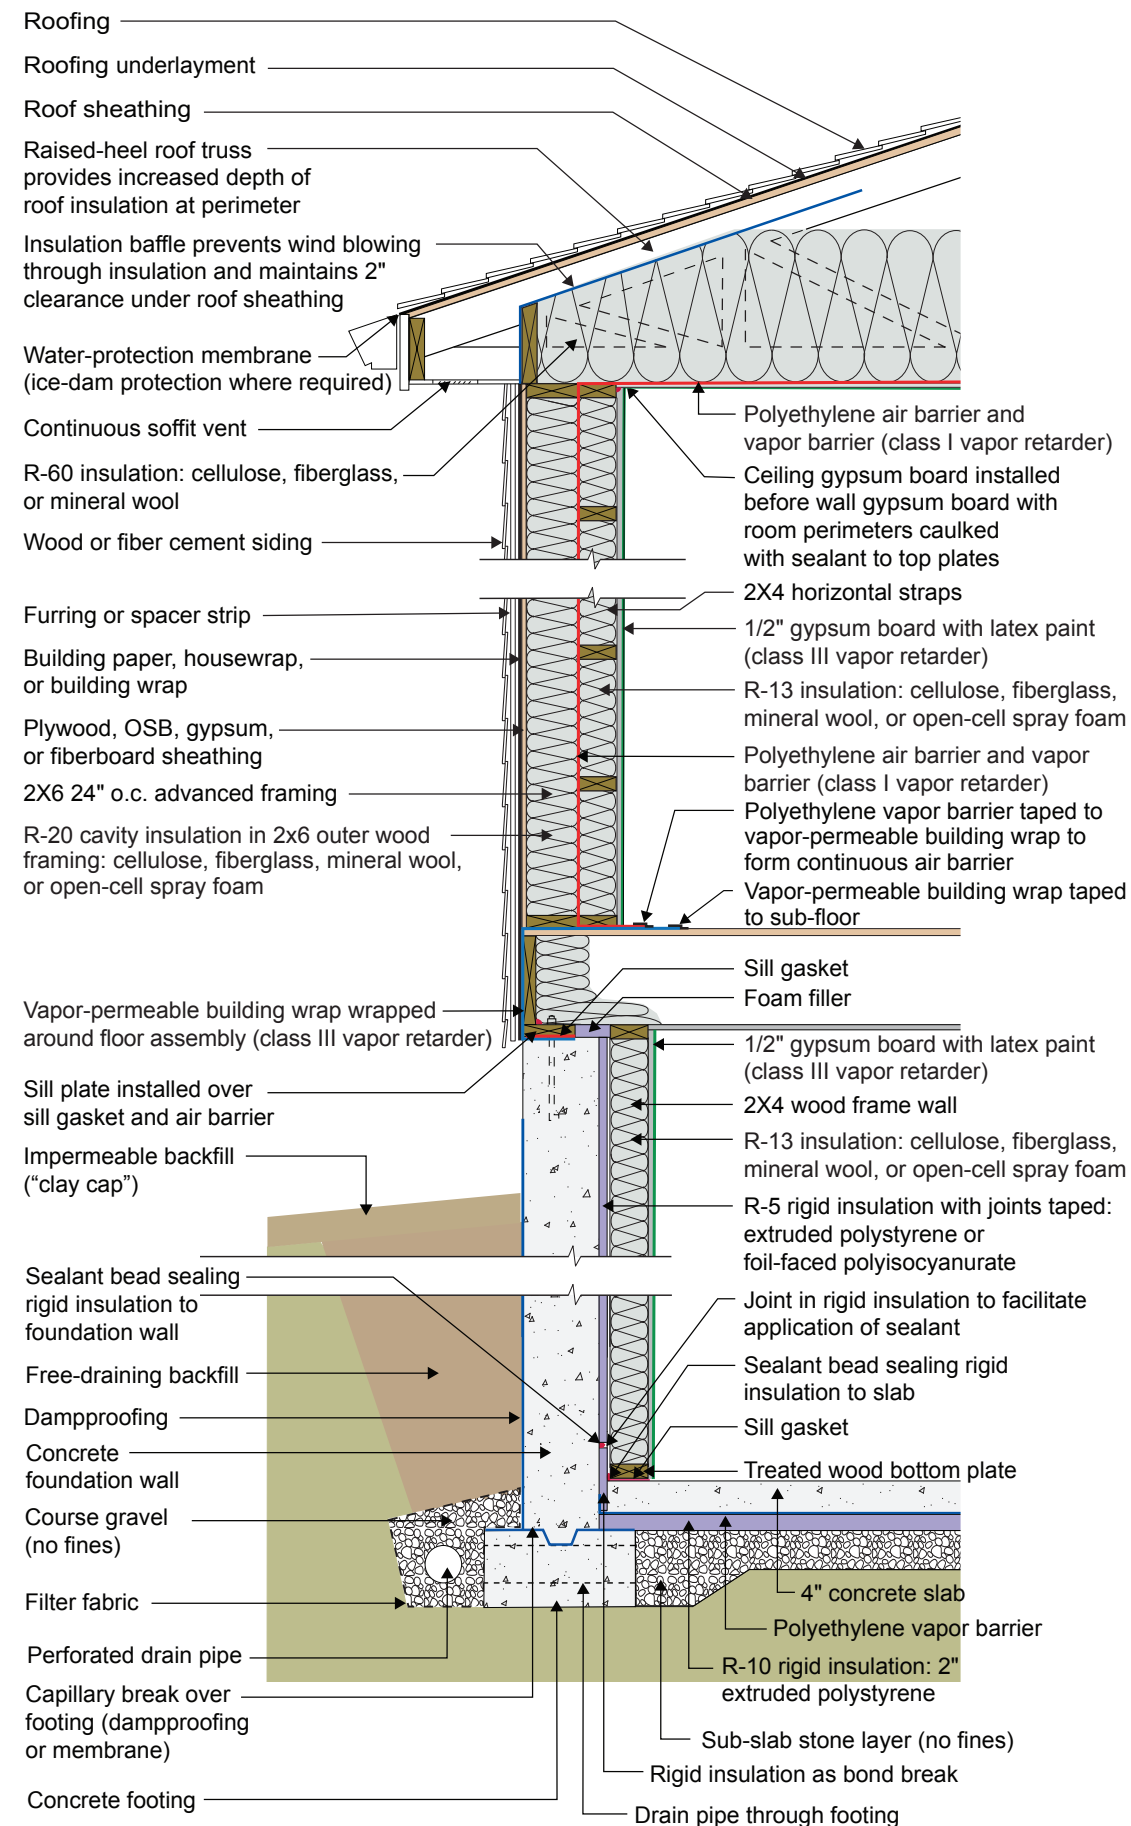 Roofing
Roofing underlayment
Roof sheathing
Raised-heel roof truss
provides increased depth of
roof insulation at perimeter
Insulation baffle prevents wind blowing
through insulation and maintains 2"
clearance under roof sheathing
Water-protection membrane
(ice-dam protection where required)
Continuous soffit vent
R-60 insulation: cellulose, fiberglass,
or mineral wool
Wood or fiber cement siding
Furring or spacer strip
Building paper, housewrap,
or building wrap
Plywood, OSB, gypsum,
or fiberboard sheathing
2X6 24" o.c. advanced framing
R-20 cavity insulation in 2x6 outer wood
framing: cellulose, fiberglass, mineral wool,
or open-cell spray foam
Vapor-permeable building wrap wrapped
around floor assembly (class III vapor retarder)
Sill plate installed over
sill gasket and air barrier
Impermeable backfill
(“clay cap”)
Sealant bead sealing
rigid insulation to
foundation wall
Free-draining backfill
Dampproofing
Concrete
foundation wall
Course gravel
(no fines)
Filter fabric
Perforated drain pipe
Capillary break over
footing (dampproofing
or membrane)
Concrete footing
Polyethylene air barrier and
vapor barrier (class I vapor retarder)
Ceiling gypsum board installed
before wall gypsum board with
room perimeters caulked
with sealant to top plates
2X4 horizontal straps
1/2" gypsum board with latex paint
(class III vapor retarder)
R-13 insulation: cellulose, fiberglass,
mineral wool, or open-cell spray foam
Polyethylene air barrier and vapor
barrier (class I vapor retarder)
Polyethylene vapor barrier taped to
vapor-permeable building wrap to
form continuous air barrier
Vapor-permeable building wrap taped
to sub-floor
Sill gasket
Foam filler
1/2" gypsum board with latex paint
(class III vapor retarder)
2X4 wood frame wall
R-13 insulation: cellulose, fiberglass,
mineral wool, or open-cell spray foam
R-5 rigid insulation with joints taped:
extruded polystyrene or
foil-faced polyisocyanurate
Joint in rigid insulation to facilitate
application of sealant
Sealant bead sealing rigid
insulation to slab
Sill gasket
Treated wood bottom plate
4" concrete slab
Polyethylene vapor barrier
R-10 rigid insulation: 2"
extruded polystyrene
Sub-slab stone layer (no fines)
Rigid insulation as bond break
Drain pipe through footing